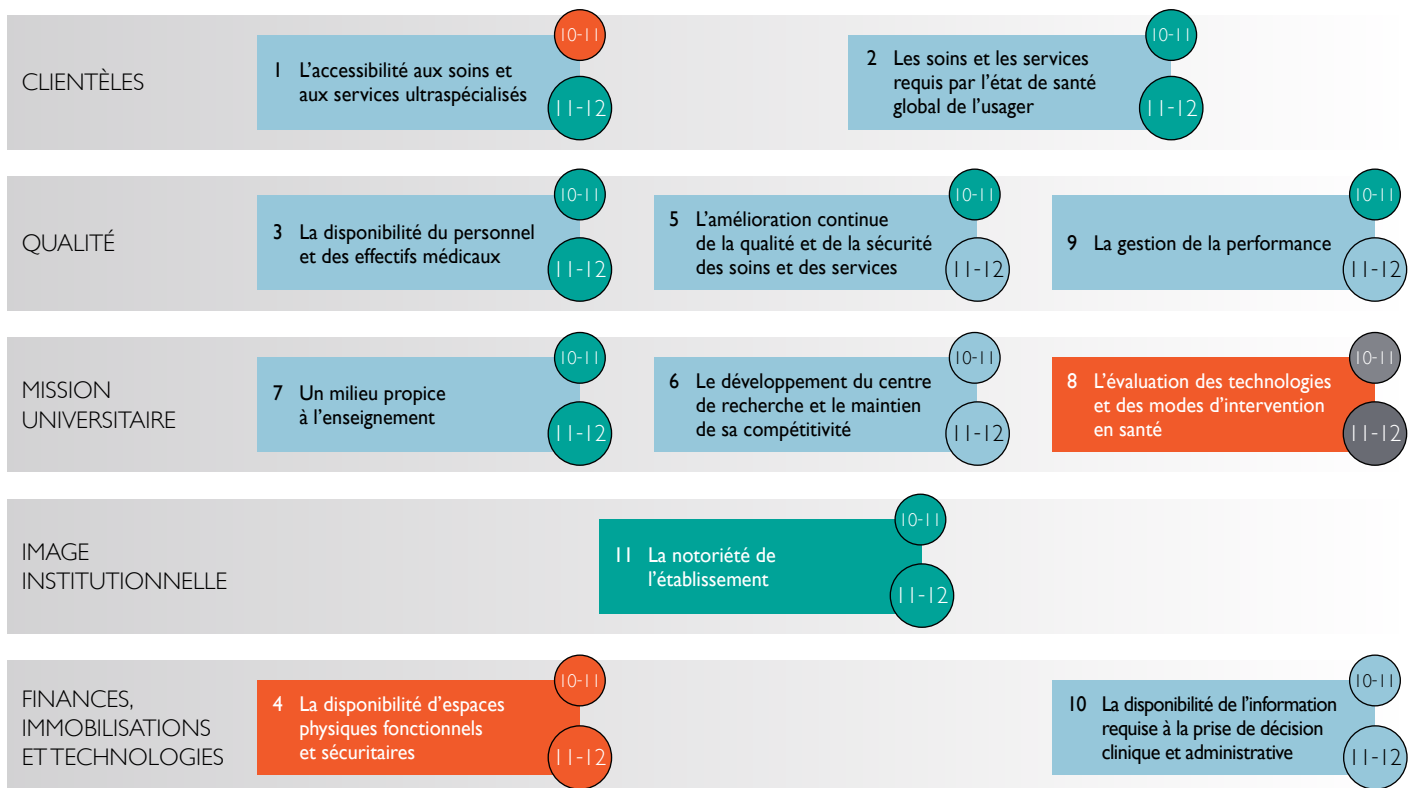 CLIENTÈLES
1 L'accessibilité aux soins et
aux services ultraspécialisés
10-11
11-12
2 Les soins et les services
requis par l'état de santé
global de l'usager
10-11
11-12
QUALITÉ
3 La disponibilité du personnel
et des effectifs médicaux
10-11
11-12
5 L'amélioration continue
de la qualité et de la sécurité
des soins et des services
10-11
11-12
9 La gestion de la performance
10-11
11-12
MISSION
UNIVERSITAIRE
7 Un milieu propice
à l'enseignement
10-11
11-12
6 Le développement du centre
de recherche et le maintien
de sa compétitivité
10-11
11-12
8 L'évaluation des technologies
et des modes d'intervention
en santé
10-11
11-12
IMAGE
INSTITUTIONNELLE
11 La notoriété de
l'établissement
10-11
11-12
FINANCES,
IMMOBILISATIONS
ET TECHNOLOGIES
4 La disponibilité d'espaces
physiques fonctionnels
et sécuritaires
10-11
11-12
10 La disponibilité de l'information
requise à la prise de décision
clinique et administrative
10-11
11-12